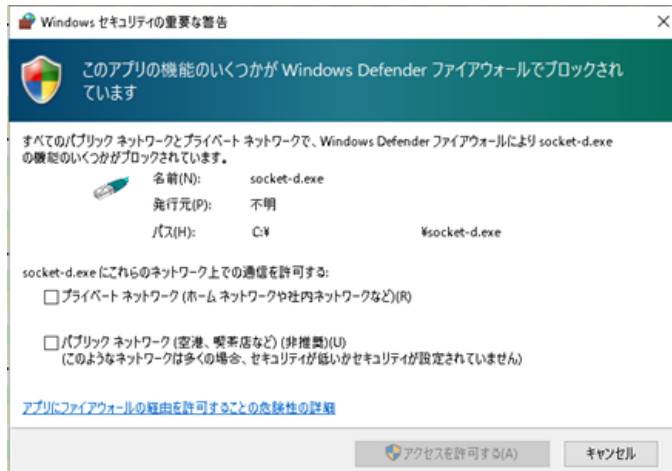 Windows セキュリティの重要な警告
このアプリの機能のいくつかが Windows Defender ファイアウォールでブロックされ
ています
すべてのパブリック ネットワークとプライベート ネットワークで、Windows Defender ファイアウォールにより socket-d.exe
の機能のいくつかがブロックされています。
名前(N): socket-d.exe
発行元(P): 不明
パス(H): C:¥ ¥socket-d.exe
socket-d.exe にこれらのネットワーク上での通信を許可する:
プライベート ネットワーク (ホーム ネットワークや社内ネットワークなど)(R)
パブリック ネットワーク (空港、喫茶店など) (非推奨)(U)
(このようなネットワークは多くの場合、セキュリティが低いかセキュリティが設定されていません)
アプリにファイアウォールの経由を許可することの危険性の詳細
アクセスを許可する(A) キャンセル